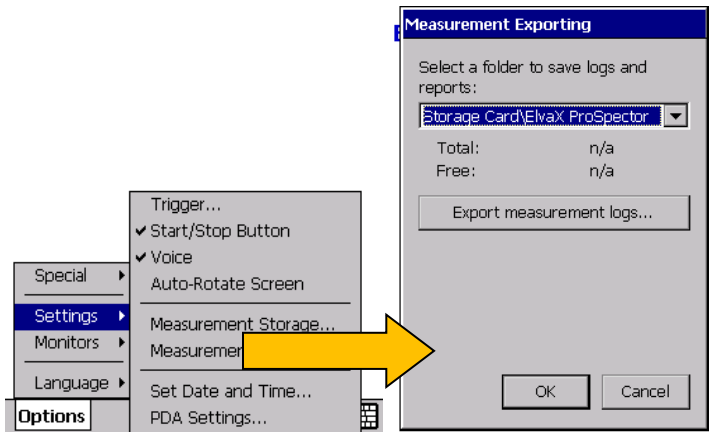 Trigger...
Start/Stop Button
Voice
Auto-Rotate Screen
Measurement Storage...
Measurement
Set Date and Time...
PDA Settings...
Special
Settings
Monitors
Language
Options
Measurement Exporting
Select a folder to save logs and
reports:
Storage Card\ElvaX ProSpector
Total: n/a
Free: n/a
Export measurement logs...
OK Cancel